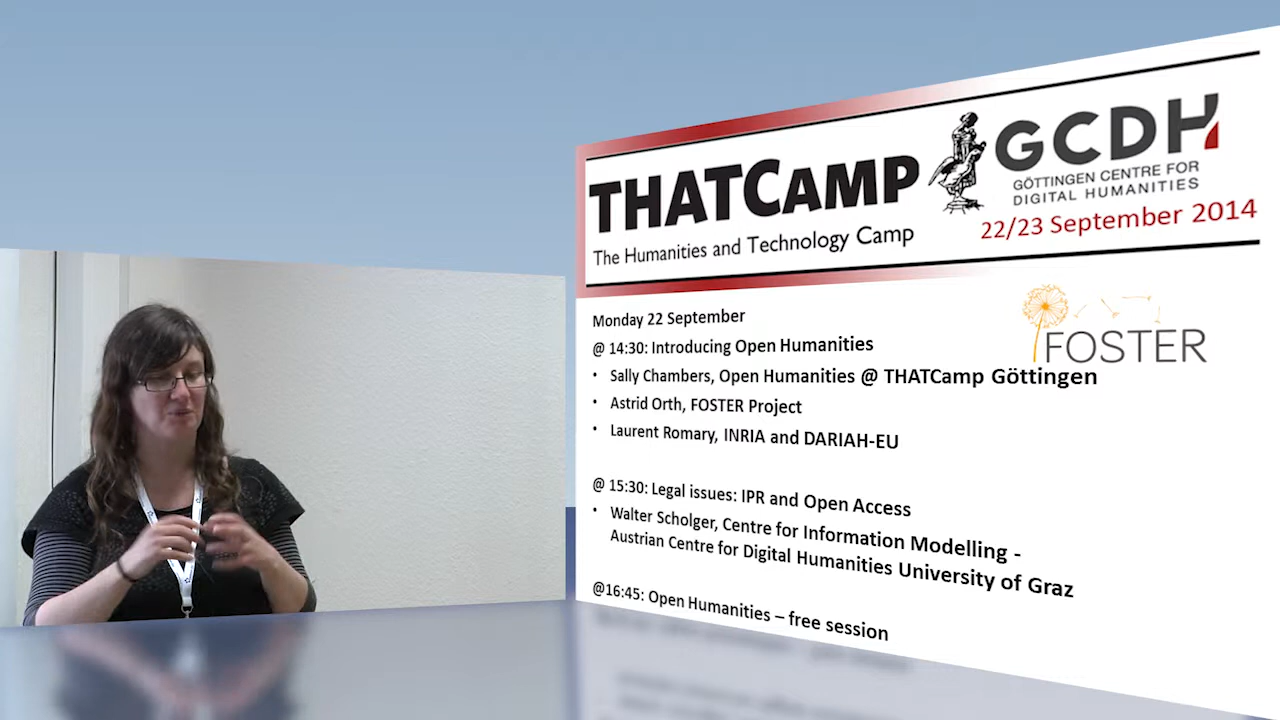 THATCAMP
The Humanities and Technology Camp
GCDH
GÖTTINGEN CENTRE FOR
DIGITAL HUMANITIES
22/23 September 2014
FOSTER
Monday 22 September
@ 14:30: Introducing Open Humanities
• Sally Chambers, Open Humanities @ THATCamp Göttingen
• Astrid Orth, FOSTER Project
• Laurent Romary, INRIA and DARIAH-EU
@ 15:30: Legal issues: IPR and Open Access
• Walter Scholger, Centre for Information Modelling -
Austrian Centre for Digital Humanities University of Graz
@16:45: Open Humanities – free session